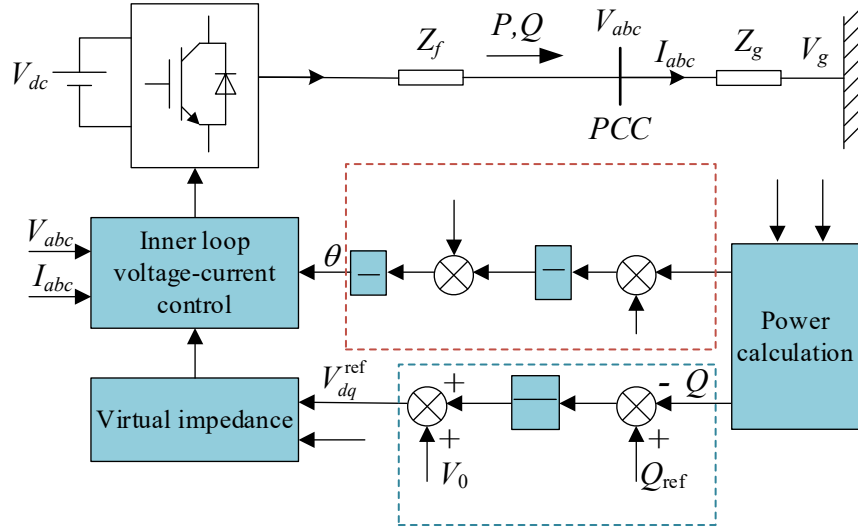 P,Q
V_abc
Z_f
I_abc
Z_g
V_g
V_dc
PCC
V_abc
I_abc
Inner loop
voltage-current
control
θ
Power
calculation
V_dq^ref
+
- Q
Virtual impedance
+
+
V_0
Q_ref